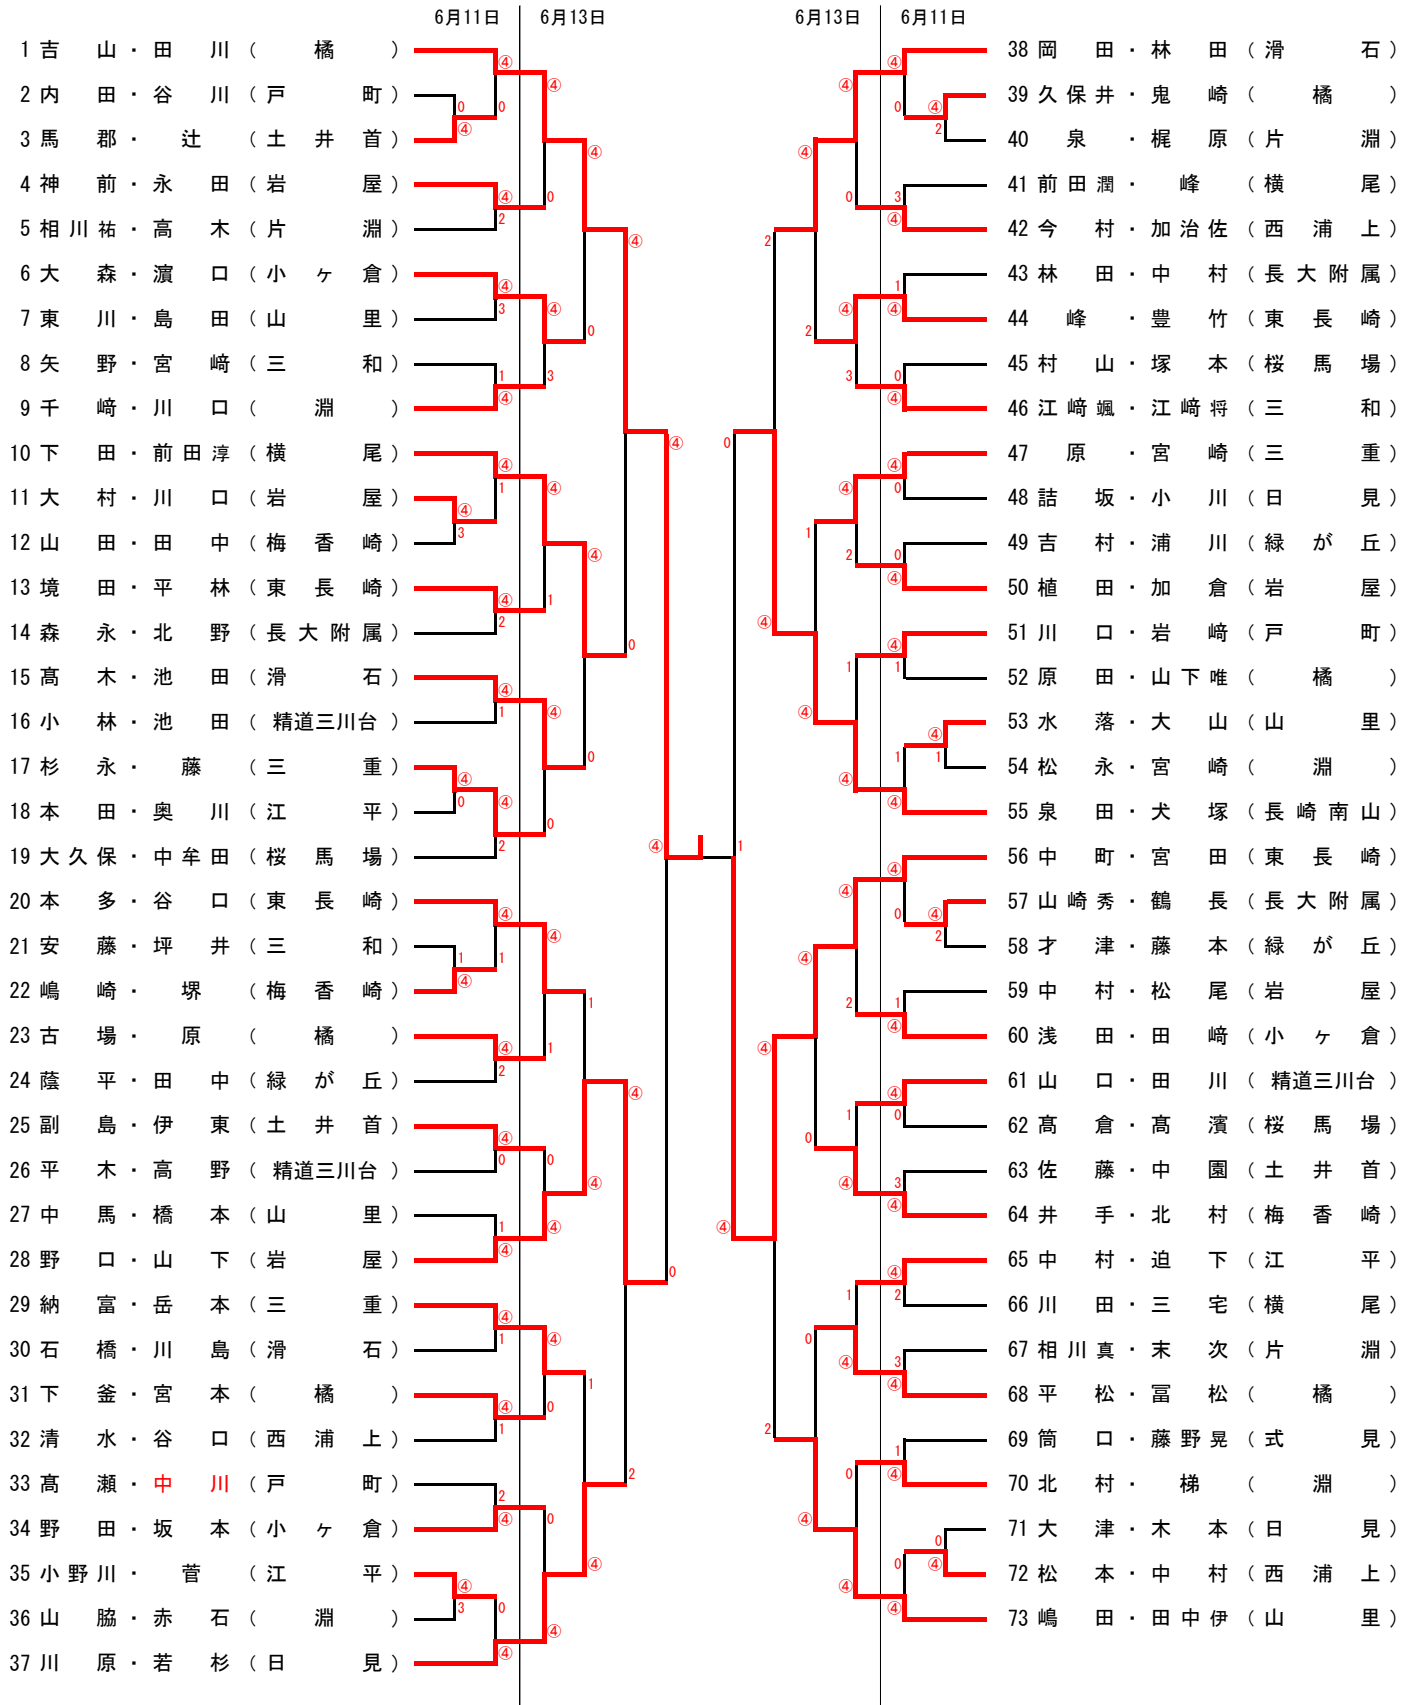 6月11日 6月13日 6月13日 6月11日
1 吉山・田川（橘）
2 内田・谷川（戸町）
3 馬郡・辻（土井首）
4 神前・永田（岩屋）
5 相川祐・高木（片淵）
6 大森・濵口（小ヶ倉）
7 東川・島田（山里）
8 矢野・宮﨑（三和）
9 千﨑・川口（淵）
10 下田・前田淳（横尾）
11 大村・川口（岩屋）
12 山田・田中（梅香崎）
13 境田・平林（東長崎）
14 森永・北野（長大附属）
15 髙木・池田（滑石）
16 小林・池田（精道三川台）
17 杉永・藤（三重）
18 本田・奥川（江平）
19 大久保・中牟田（桜馬場）
20 本多・谷口（東長崎）
21 安藤・坪井（三和）
22 嶋崎・堺（梅香崎）
23 古場・原（橘）
24 蔭平・田中（緑が丘）
25 副島・伊東（土井首）
26 平木・高野（精道三川台）
27 中馬・橋本（山里）
28 野口・山下（岩屋）
29 納富・岳本（三重）
30 石橋・川島（滑石）
31 下釜・宮本（橘）
32 清水・谷口（西浦上）
33 髙瀬・中川（戸町）
34 野田・坂本（小ヶ倉）
35 小野川・菅（江平）
36 山脇・赤石（淵）
37 川原・若杉（日見）
38 岡田・林田（滑石）
39 久保井・鬼崎（橘）
40 泉・梶原（片淵）
41 前田潤・峰（横尾）
42 今村・加治佐（西浦上）
43 林田・中村（長大附属）
44 峰・豊竹（東長崎）
45 村山・塚本（桜馬場）
46 江﨑颯・江﨑将（三和）
47 原・宮崎（三重）
48 詰坂・小川（日見）
49 吉村・浦川（緑が丘）
50 植田・加倉（岩屋）
51 川口・岩﨑（戸町）
52 原田・山下唯（橘）
53 水落・大山（山里）
54 松永・宮崎（淵）
55 泉田・犬塚（長崎南山）
56 中町・宮田（東長崎）
57 山崎秀・鶴長（長大附属）
58 才津・藤本（緑が丘）
59 中村・松尾（岩屋）
60 浅田・田﨑（小ヶ倉）
61 山口・田川（精道三川台）
62 髙倉・髙濱（桜馬場）
63 佐藤・中園（土井首）
64 井手・北村（梅香崎）
65 中村・迫下（江平）
66 川田・三宅（横尾）
67 相川真・末次（片淵）
68 平松・冨松（橘）
69 筒口・藤野晃（式見）
70 北村・梯（淵）
71 大津・木本（日見）
72 松本・中村（西浦上）
73 嶋田・田中伊（山里）